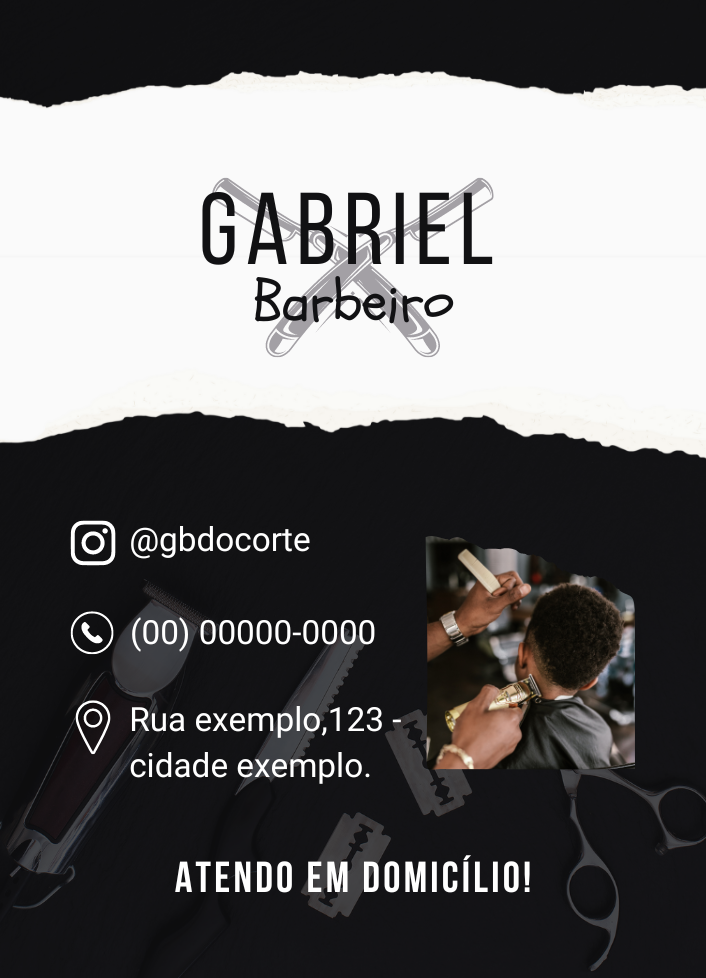 GABRIEL
Barbeiro
@gbdocorte
(00) 00000-0000
Rua exemplo,123 -
cidade exemplo.
ATENDO EM DOMICÍLIO!